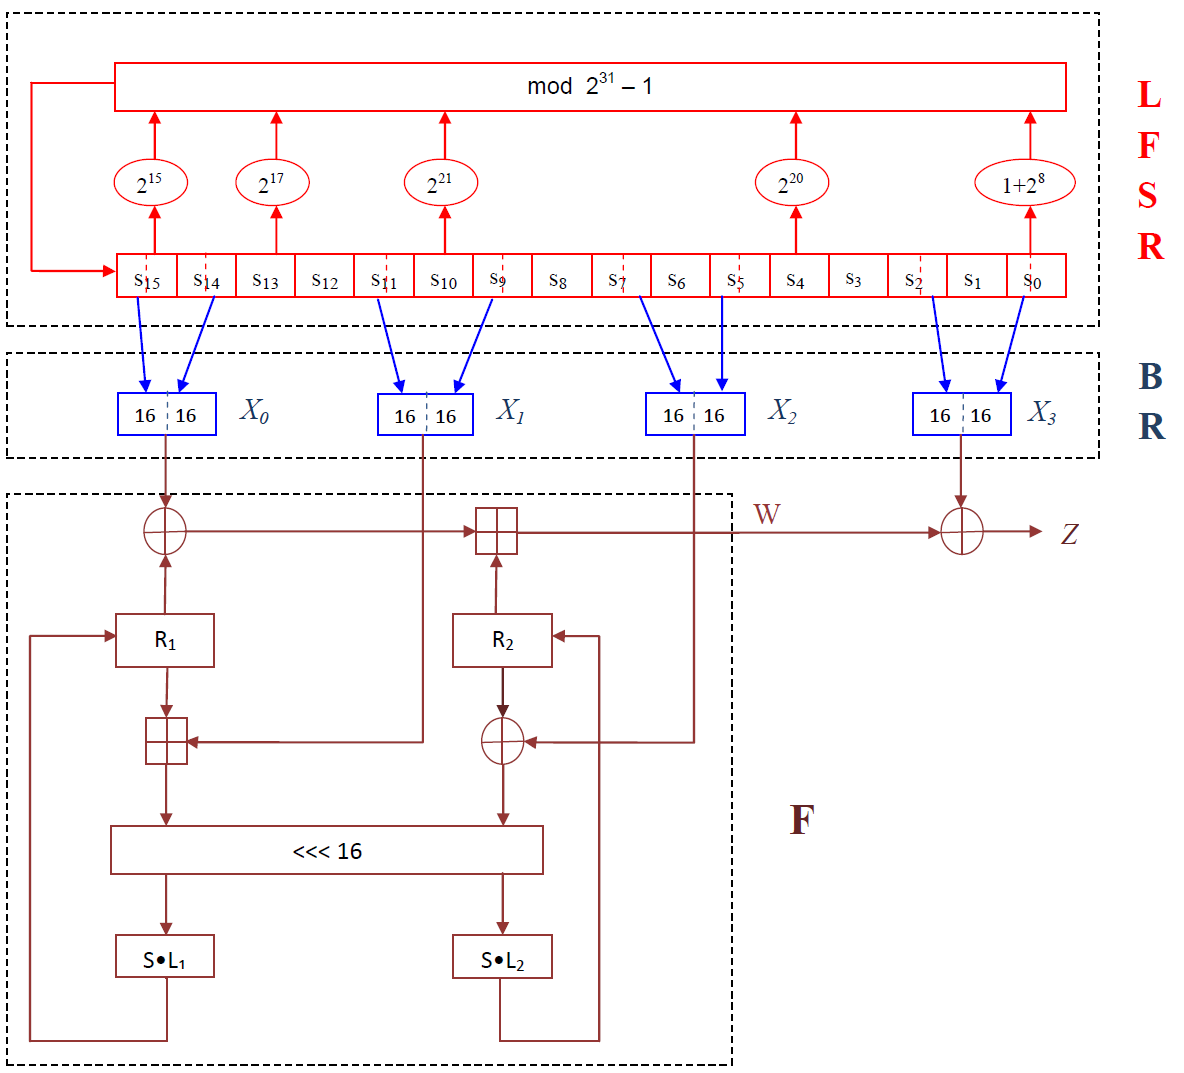 mod 2³¹ – 1
L
F
S
R
2¹⁵ 2¹⁷ 2²¹ 2²⁰ 1+2⁸
S₁₅ S₁₄ S₁₃ S₁₂ S₁₁ S₁₀ S₉ S₈ S₇ S₆ S₅ S₄ S₃ S₂ S₁ S₀
B
R
16 16 X₀ 16 16 X₁ 16 16 X₂ 16 16 X₃
W
Z
R₁ R₂
F
<<< 16
S•L₁ S•L₂